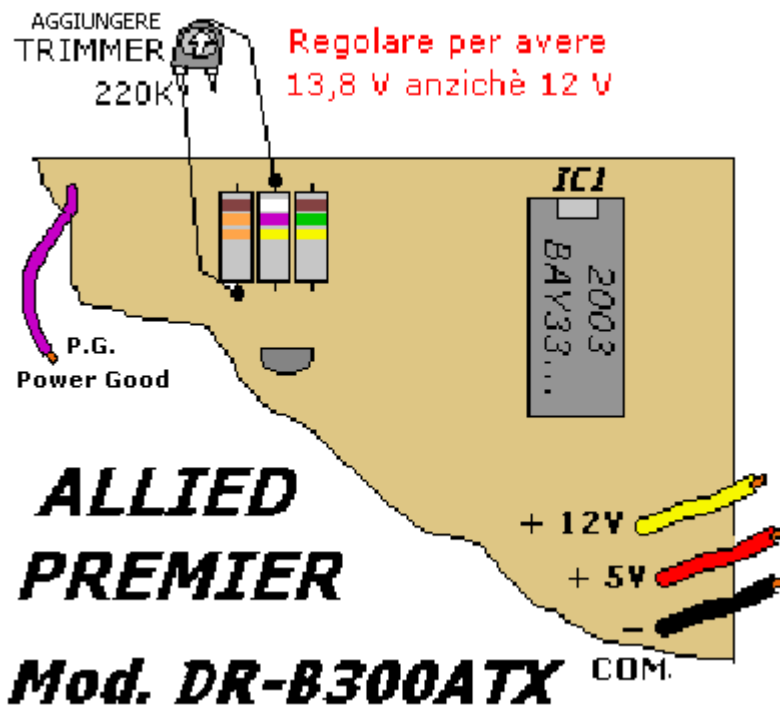 AGGIUNGERE
TRIMMER
220K
Regolare per avere
13,8 V anzichè 12 V
IC1
2003
BAY33...
P.G.
Power Good
ALLIED
PREMIER
+ 12V
+ 5V
-
COM.
Mod. DR-B300ATX